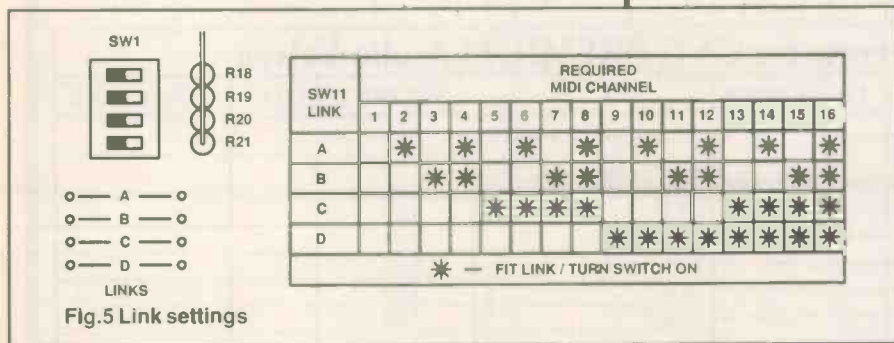 SW1
R18
R19
R20
R21
A
B
C
D
LINKS
Fig.5 Link settings
SW11 LINK
REQUIRED
MIDI CHANNEL
1 2 3 4 5 6 7 8 9 10 11 12 13 14 15 16
A ✳ ✳ ✳ ✳ ✳ ✳ ✳ ✳
B ✳ ✳ ✳ ✳ ✳ ✳ ✳ ✳
C ✳ ✳ ✳ ✳ ✳ ✳ ✳ ✳
D ✳ ✳ ✳ ✳ ✳ ✳ ✳ ✳
✳ — FIT LINK / TURN SWITCH ON